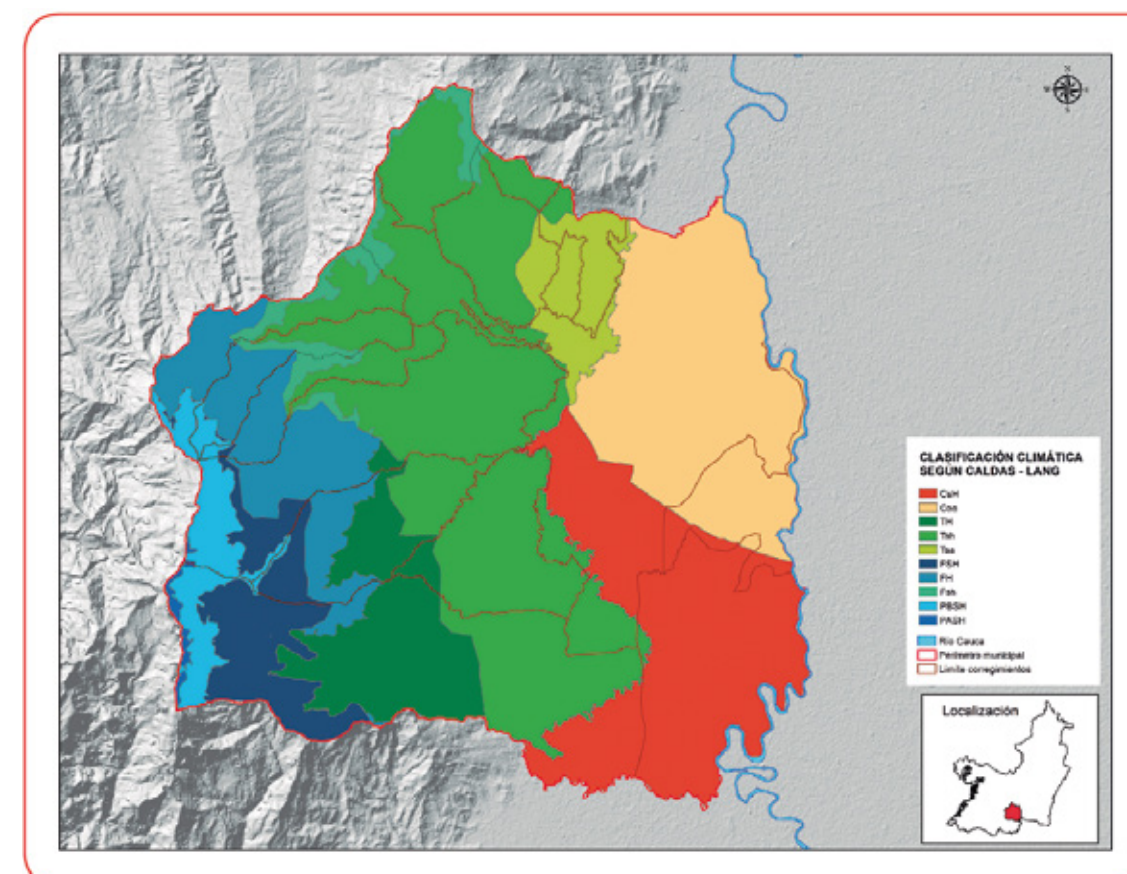 N
W E
S
CLASIFICACIÓN CLIMÁTICA
SEGÚN CALDAS - LANG
CsH
Csa
TH
Tsh
Tsa
FSH
FH
Fsh
PBSH
PASH
Río Cauca
Perímetro municipal
Límite corregimientos
Localización